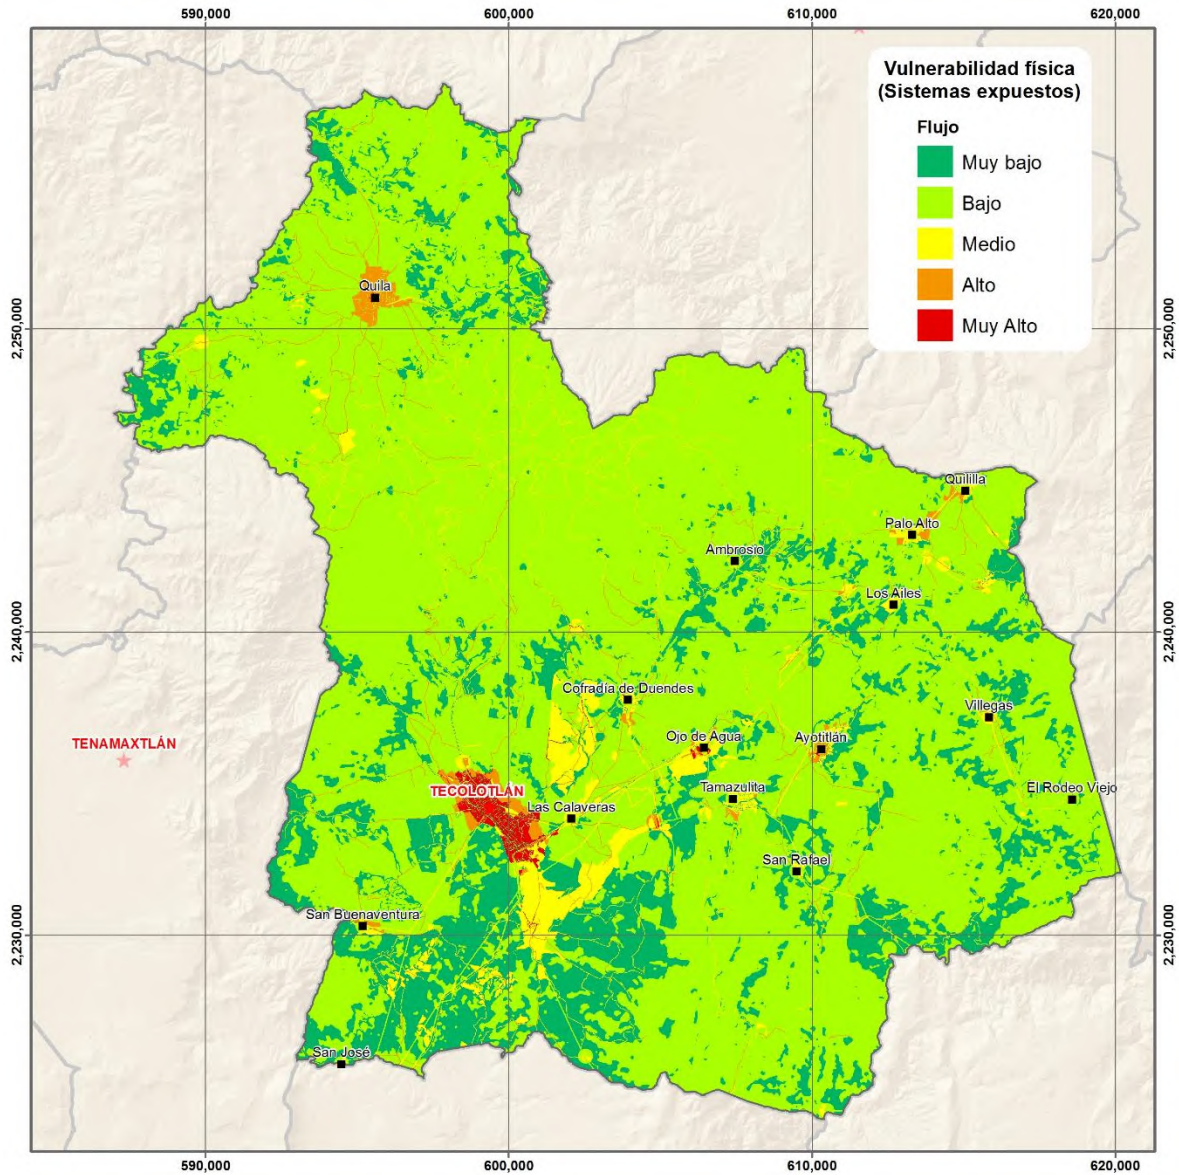 590,000
600,000
610,000
620,000
Vulnerabilidad física
(Sistemas expuestos)
Flujo
Muy bajo
Bajo
Medio
Alto
Muy Alto
Quila
2,250,000
2,250,000
Quililla
Palo Alto
Ambrosio
Los Ailes
2,240,000
2,240,000
Cofradía de Duendes
Villegas
Ojo de Agua
Ayotitlán
TENAMAXTLÁN
TECOLOTLÁN
Tamazulita
El Rodeo Viejo
Las Calaveras
San Rafael
San Buenaventura
2,230,000
2,230,000
San José
590,000
600,000
610,000
620,000